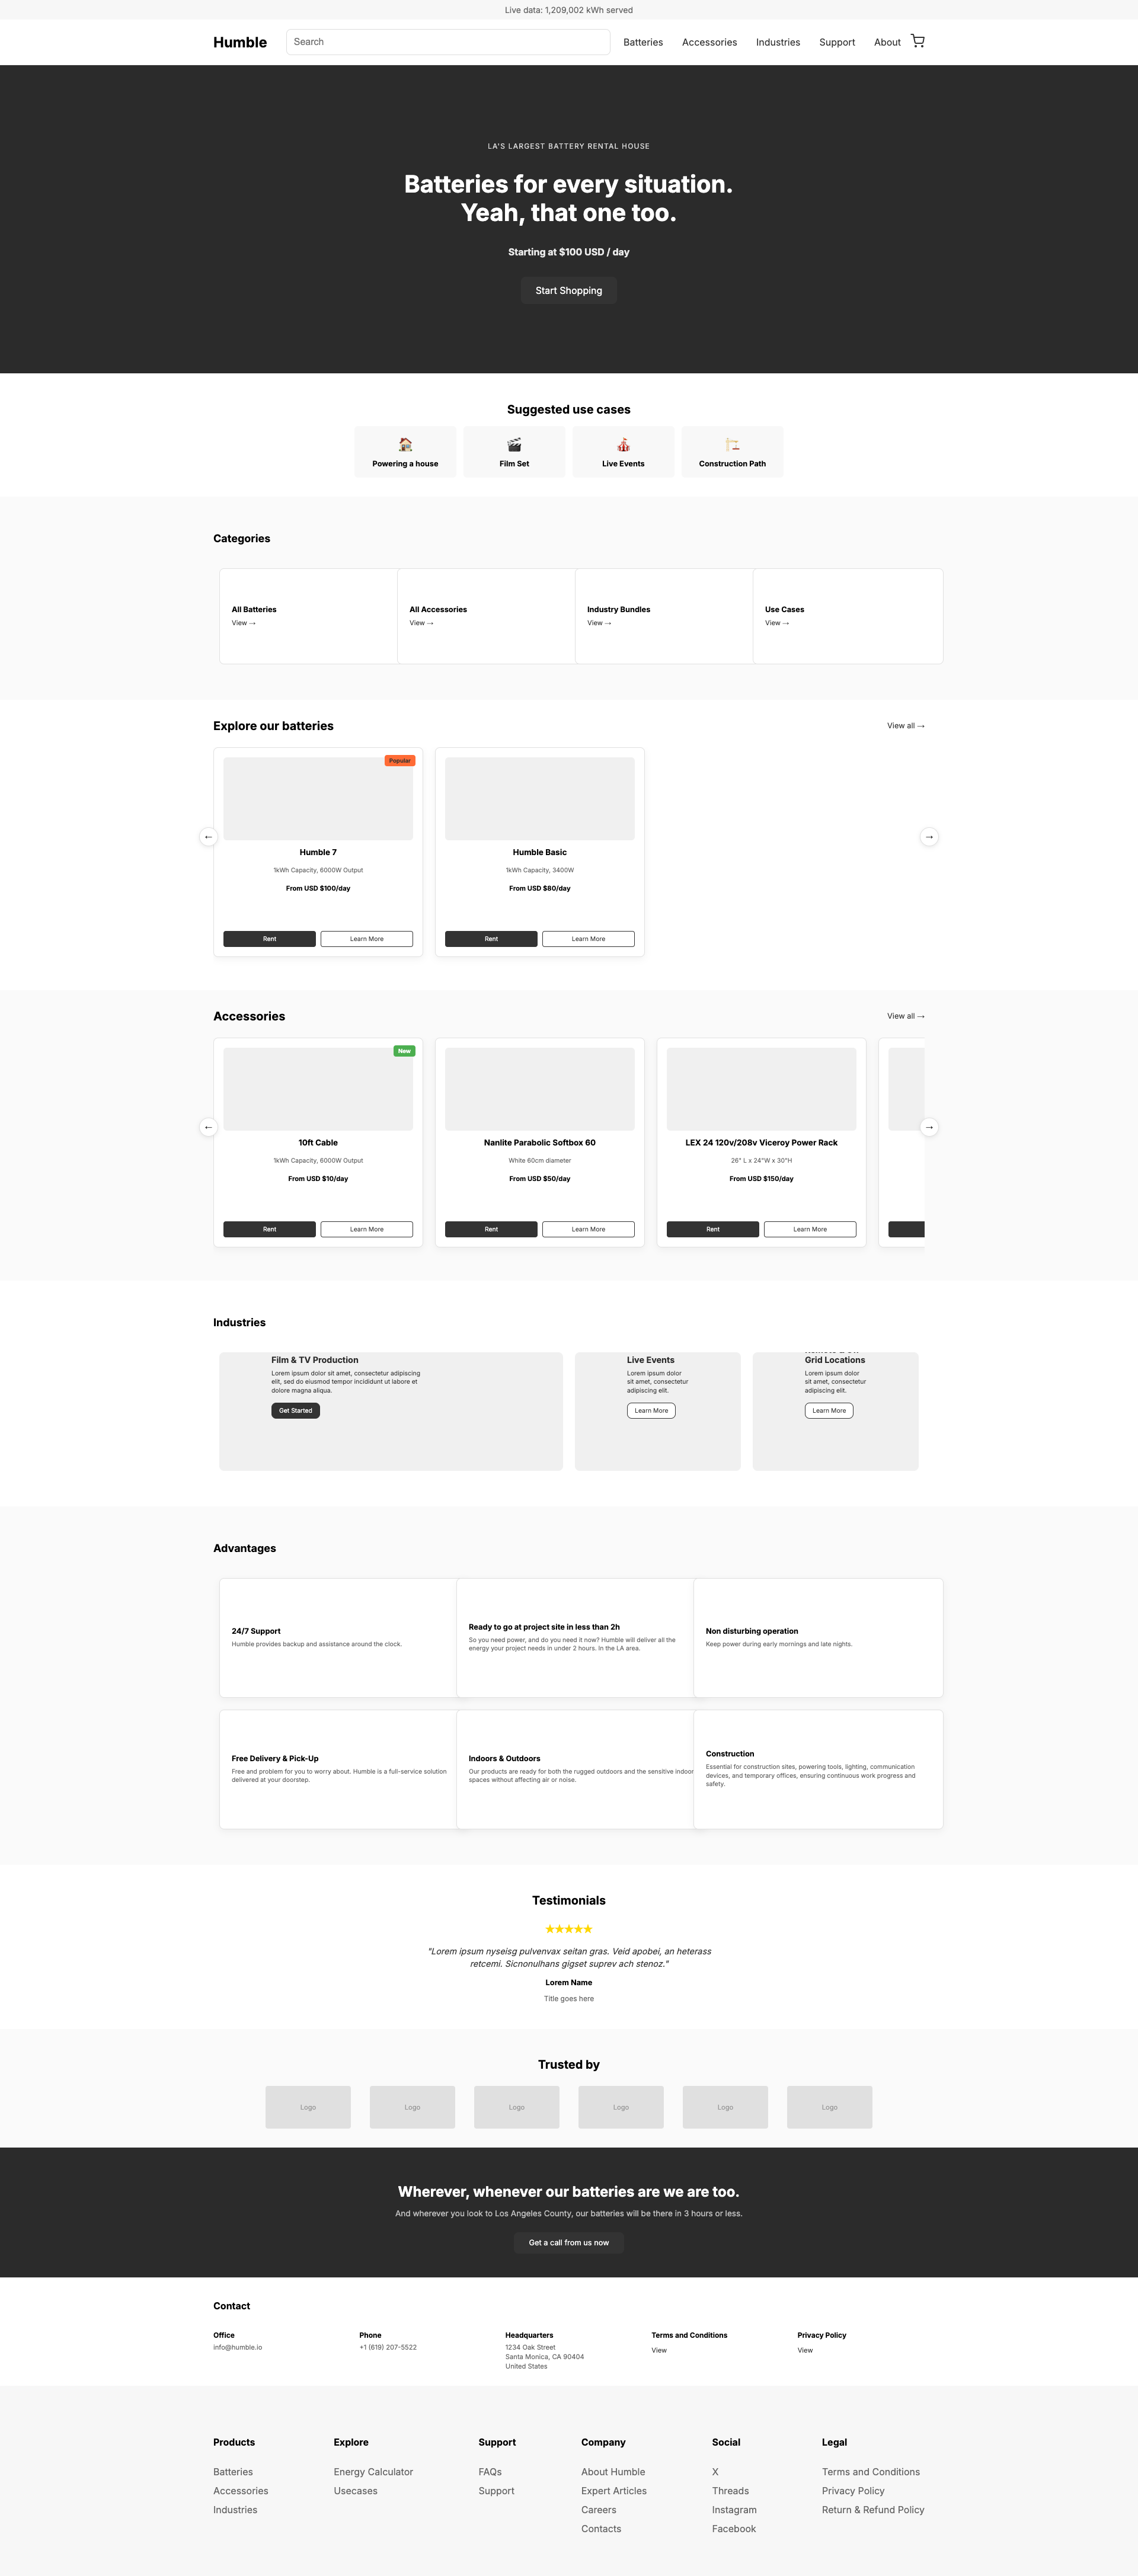 Live data: 1,209,002 kWh served
Humble
Search
Batteries
Accessories
Industries
Support
About
LA'S LARGEST BATTERY RENTAL HOUSE
Batteries for every situation.
Yeah, that one too.
Starting at $100 USD / day
Start Shopping
Suggested use cases
Powering a house
Film Set
Live Events
Construction Path
Categories
All Batteries
View →
All Accessories
View →
Industry Bundles
View →
Use Cases
View →
Explore our batteries
View all →
Popular
←
→
Humble 7
1kWh Capacity, 6000W Output
From USD $100/day
Rent
Learn More
Humble Basic
1kWh Capacity, 3400W
From USD $80/day
Rent
Learn More
Accessories
View all →
New
←
→
10ft Cable
1kWh Capacity, 6000W Output
From USD $10/day
Rent
Learn More
Nanlite Parabolic Softbox 60
White 60cm diameter
From USD $50/day
Rent
Learn More
LEX 24 120v/208v Viceroy Power Rack
26" L x 24"W x 30"H
From USD $150/day
Rent
Learn More
Industries
Film & TV Production
Lorem ipsum dolor sit amet, consectetur adipiscing
elit, sed do eiusmod tempor incididunt ut labore et
dolore magna aliqua.
Get Started
Live Events
Lorem ipsum dolor
sit amet, consectetur
adipiscing elit.
Learn More
Grid Locations
Lorem ipsum dolor
sit amet, consectetur
adipiscing elit.
Learn More
Advantages
24/7 Support
Humble provides backup and assistance around the clock.
Ready to go at project site in less than 2h
So you need power, and do you need it now? Humble will deliver all the
energy your project needs in under 2 hours. In the LA area.
Non disturbing operation
Keep power during early mornings and late nights.
Free Delivery & Pick-Up
Free and problem for you to worry about. Humble is a full-service solution
delivered at your doorstep.
Indoors & Outdoors
Our products are ready for both the rugged outdoors and the sensitive indoor
spaces without affecting air or noise.
Construction
Essential for construction sites, powering tools, lighting, communication
devices, and temporary offices, ensuring continuous work progress and
safety.
Testimonials
★★★★★
"Lorem ipsum nyseisg pulvenvax seitan gras. Veid apobei, an heterass
retcemi. Sicnonulhans gigset suprev ach stenoz."
Lorem Name
Title goes here
Trusted by
Logo
Logo
Logo
Logo
Logo
Logo
Wherever, whenever our batteries are we are too.
And wherever you look to Los Angeles County, our batteries will be there in 3 hours or less.
Get a call from us now
Contact
Office
info@humble.io
Phone
+1 (619) 207-5522
Headquarters
1234 Oak Street
Santa Monica, CA 90404
United States
Terms and Conditions
View
Privacy Policy
View
Products
Batteries
Accessories
Industries
Explore
Energy Calculator
Usecases
Support
FAQs
Support
Company
About Humble
Expert Articles
Careers
Contacts
Social
X
Threads
Instagram
Facebook
Legal
Terms and Conditions
Privacy Policy
Return & Refund Policy